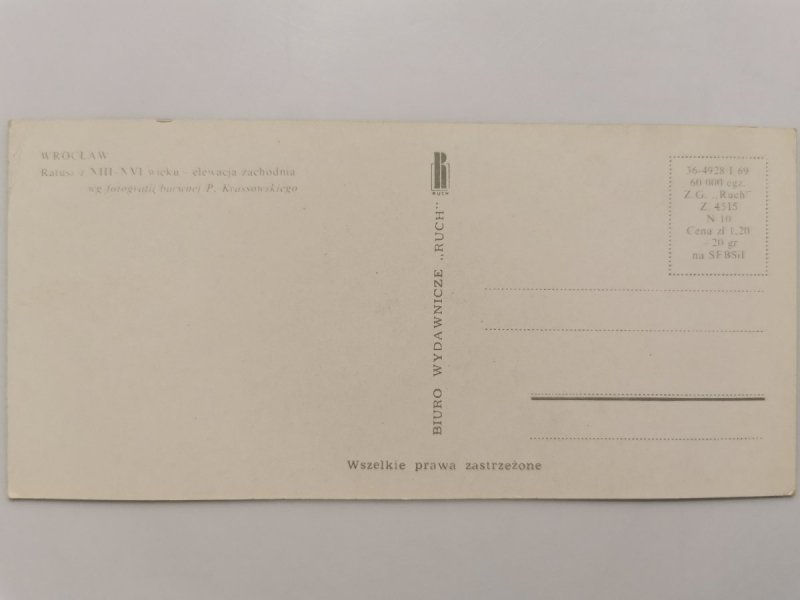 WROCŁAW
Ratusz z XIII-XVI wieku - elewacja zachodnia
wg fotografii barwnej P. Krassowskiego
R
RUCH
BIURO WYDAWNICZE „RUCH"
36-4928 I 69
60 000 egz.
Z.G. „Ruch"
Z. 4515
N 10
Cena zł 1,20
- 20 gr
na SFBSiI
Wszelkie prawa zastrzeżone